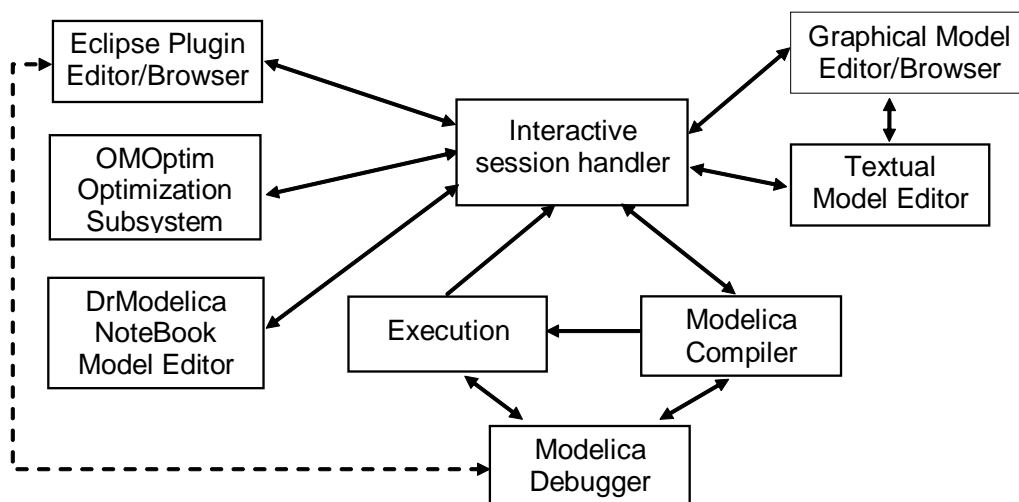 Eclipse Plugin
Editor/Browser
Graphical Model
Editor/Browser
Interactive
session handler
OMOptim
Optimization
Subsystem
Textual
Model Editor
DrModelica
NoteBook
Model Editor
Execution
Modelica
Compiler
Modelica
Debugger